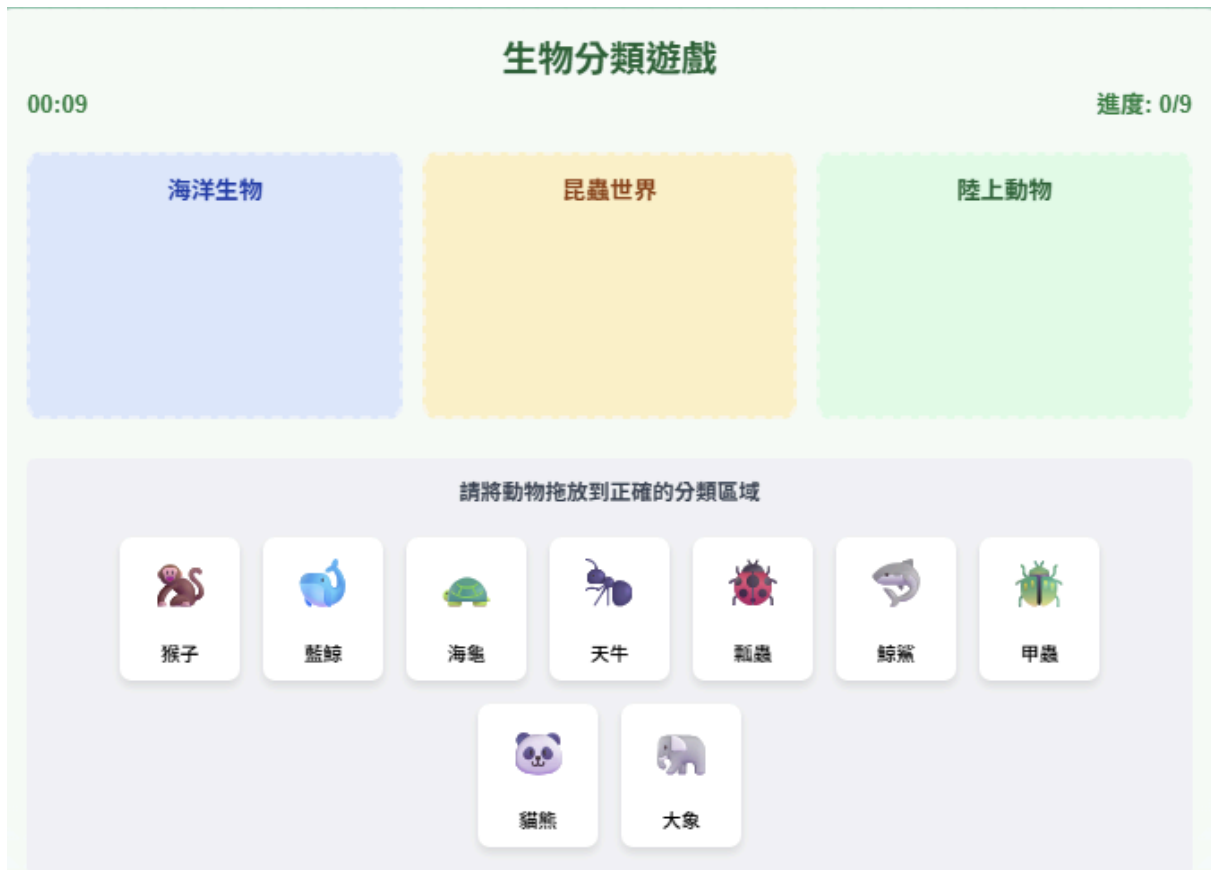 生物分類遊戲
00:09
進度: 0/9
海洋生物
昆蟲世界
陸上動物
請將動物拖放到正確的分類區域
猴子
藍鯨
海龜
天牛
瓢蟲
鯨鯊
甲蟲
貓熊
大象